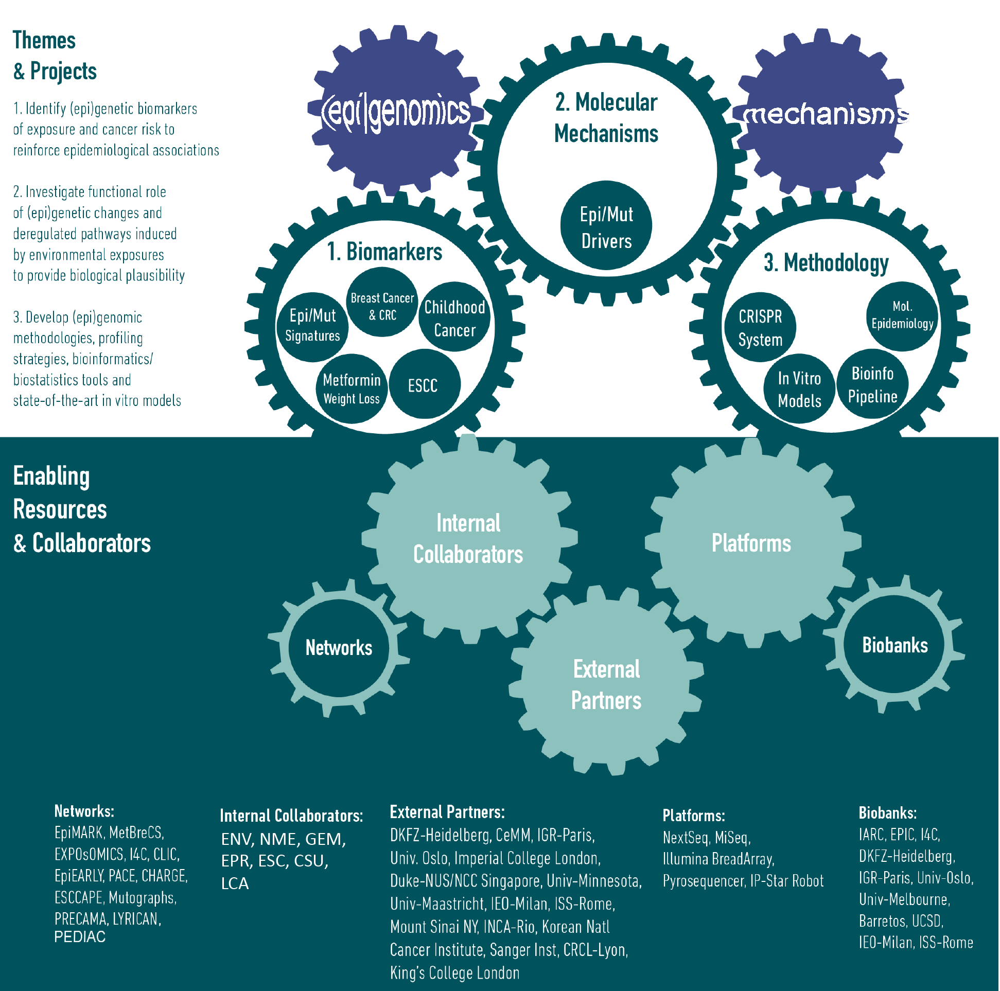 Themes
& Projects
1. Identify (epi)genetic biomarkers
of exposure and cancer risk to
reinforce epidemiological associations
2. Investigate functional role
of (epi)genetic changes and
deregulated pathways induced
by environmental exposures
to provide biological plausibility
3. Develop (epi)genomic
methodologies, profiling
strategies, bioinformatics/
biostatistics tools and
state-of-the-art in vitro models
(epi|genomics
2. Molecular
Mechanisms
Epi/Mut
Drivers
mechanisms
1. Biomarkers
Epi/Mut
Signatures
Breast Cancer
& CRC
Childhood
Cancer
Metformin
Weight Loss
ESCC
3. Methodology
CRISPR
System
Mol.
Epidemiology
In Vitro
Models
Bioinfo
Pipeline
Enabling
Resources
& Collaborators
Internal
Collaborators
Platforms
Networks
External
Partners
Biobanks
Networks:
EpiMARK, MetBreCS,
EXPOsOMICS, I4C, CLIC,
EpiEARLY, PACE, CHARGE,
ESCCAPE, Mutographs,
PRECAMA, LYRICAN,
PEDIAC
Internal Collaborators:
ENV, NME, GEM,
EPR, ESC, CSU,
LCA
External Partners:
DKFZ-Heidelberg, CeMM, IGR-Paris,
Univ. Oslo, Imperial College London,
Duke-NUS/NCC Singapore, Univ-Minnesota,
Univ-Maastricht, IEO-Milan, ISS-Rome,
Mount Sinai NY, INCA-Rio, Korean Natl
Cancer Institute, Sanger Inst, CRCL-Lyon,
King's College London
Platforms:
NextSeq, MiSeq,
Illumina BreadArray,
Pyrosequencer, IP-Star Robot
Biobanks:
IARC, EPIC, I4C,
DKFZ-Heidelberg,
IGR-Paris, Univ-Oslo,
Univ-Melbourne,
Barretos, UCSD,
IEO-Milan, ISS-Rome